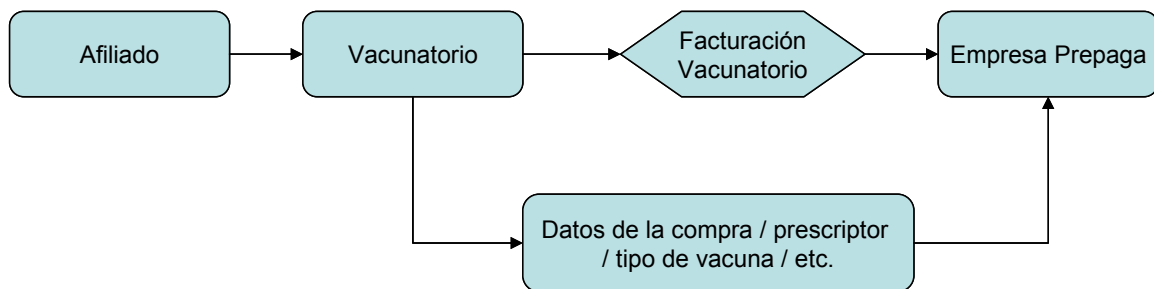 Afiliado
Vacunatorio
Facturación
Vacunatorio
Empresa Prepaga
Datos de la compra / prescriptor
/ tipo de vacuna / etc.